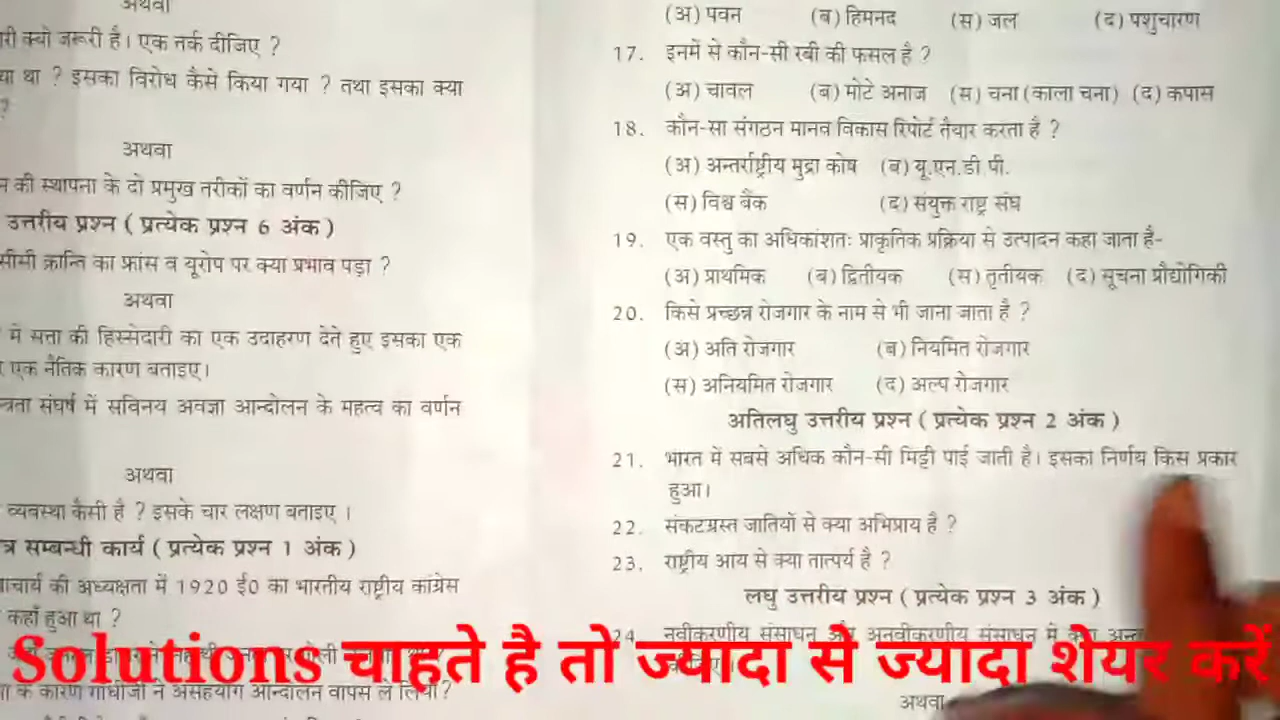 अथवा
री क्यो जरूरी है। एक तर्क दीजिए ?
या था ? इसका विरोध कैसे किया गया ? तथा इसका क्या
?
अथवा
न की स्थापना के दो प्रमुख तरीकों का वर्णन कीजिए ?
उत्तरीय प्रश्न ( प्रत्येक प्रश्न 6 अंक )
सीमी क्रान्ति का फ्रांस व यूरोप पर क्या प्रभाव पड़ा ?
अथवा
में सत्ता की हिस्सेदारी का एक उदाहरण देते हुए इसका एक
एक नैतिक कारण बताइए।
न्त्रता संघर्ष में सविनय अवज्ञा आन्दोलन के महत्व का वर्णन
अथवा
व्यवस्था कैसी है ? इसके चार लक्षण बताइए ।
त्र सम्बन्धी कार्य ( प्रत्येक प्रश्न 1 अंक )
ाचार्य की अध्यक्षता में 1920 ई0 का भारतीय राष्ट्रीय कांग्रेस
कहाँ हुआ था ?
के कारण गांधीजी ने असहयोग आन्दोलन वापस ले लिया ?
(अ) पवन (ब) हिमनद (स) जल (द) पशुचारण
17. इनमें से कौन-सी रबी की फसल है ?
(अ) चावल (ब) मोटे अनाज (स) चना (काला चना) (द) कपास
18. कौन-सा संगठन मानव विकास रिपोर्ट तैयार करता है ?
(अ) अन्तर्राष्ट्रीय मुद्रा कोष (ब) यू.एन.डी पी.
(स) विश्व बैंक (द) संयुक्त राष्ट्र संघ
19. एक वस्तु का अधिकांशतः प्राकृतिक प्रक्रिया से उत्पादन कहा जाता है-
(अ) प्राथमिक (ब) द्वितीयक (स) तृतीयक (द) सूचना प्रौद्योगिकी
20. किसे प्रच्छन्न रोजगार के नाम से भी जाना जाता है ?
(अ) अति रोजगार (ब) नियमित रोजगार
(स) अनियमित रोजगार (द) अल्प रोजगार
अतिलघु उत्तरीय प्रश्न ( प्रत्येक प्रश्न 2 अंक )
21. भारत में सबसे अधिक कौन-सी मिट्टी पाई जाती है। इसका निर्णय किस प्रकार
हुआ।
22. संकटग्रस्त जातियों से क्या अभिप्राय है ?
23. राष्ट्रीय आय से क्या तात्पर्य है ?
लघु उत्तरीय प्रश्न ( प्रत्येक प्रश्न 3 अंक )
24. नवीकरणीय संसाधन और अनवीकरणीय संसाधन में
अथवा
Solutions चाहते है तो ज्यादा से ज्यादा शेयर करें